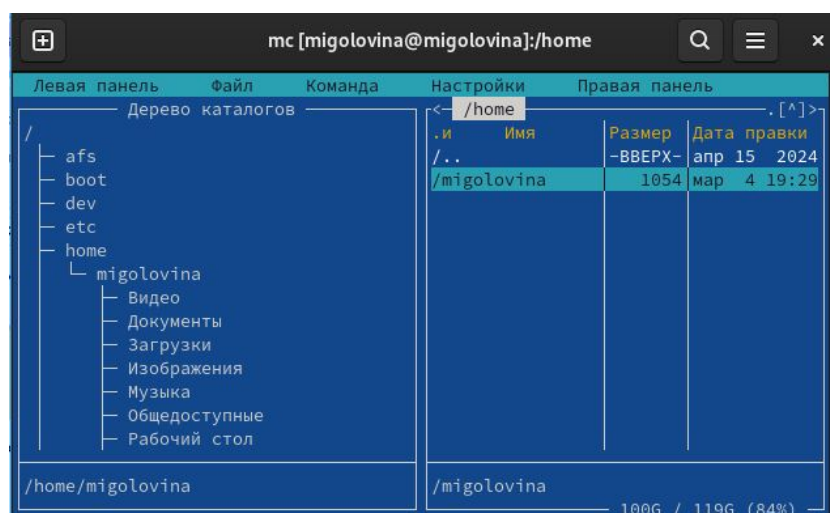 mc [migolovina@migolovina]:/home
Левая панель Файл Команда Настройки Правая панель
Дерево каталогов
/
afs
boot
dev
etc
home
migolovina
Видео
Документы
Загрузки
Изображения
Музыка
Общедоступные
Рабочий стол
/home/migolovina
<— /home .[^]>
.и Имя Размер Дата правки
/.. -ВВЕРХ- апр 15 2024
/migolovina 1054 мар 4 19:29
/migolovina
100G / 119G (84%)